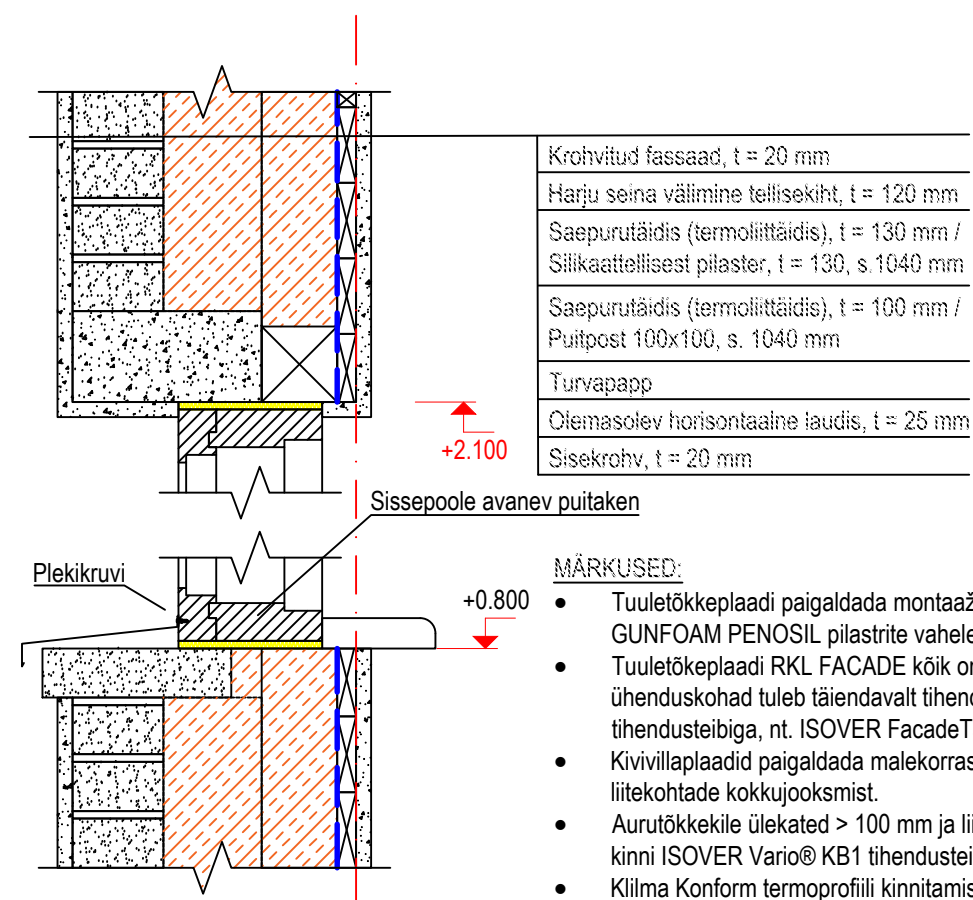 Krohvitud fassaad, t = 20 mm
Harju seina välimine tellisekiht, t = 120 mm
Saepurutäidis (termoliittäidis), t = 130 mm /
Silikaattellisest pilaster, t = 130, s.1040 mm
Saepurutäidis (termoliittäidis), t = 100 mm /
Puitpost 100x100, s. 1040 mm
Turvapapp
Olemasolev horisontaalne laudis, t = 25 mm
Sisekrohv, t = 20 mm
+2.100
Sissepoole avanev puitaken
Plekikruvi
+0.800
MÄRKUSED:
• Tuuletõkkeplaadi paigaldada montaaž
GUNFOAM PENOSIL pilastrite vahele
• Tuuletõkeplaadi RKL FACADE kõik on
ühenduskohad tuleb täiendavalt tihend
tihendusteibiga, nt. ISOVER FacadeT
• Kivivillaplaadid paigaldada malekorras
liitekohtade kokkujooksmist.
• Aurutõkkekile ülekated > 100 mm ja lii
kinni ISOVER Vario® KB1 tihendustei
• Klilma Konform termoprofiili kinnitamis